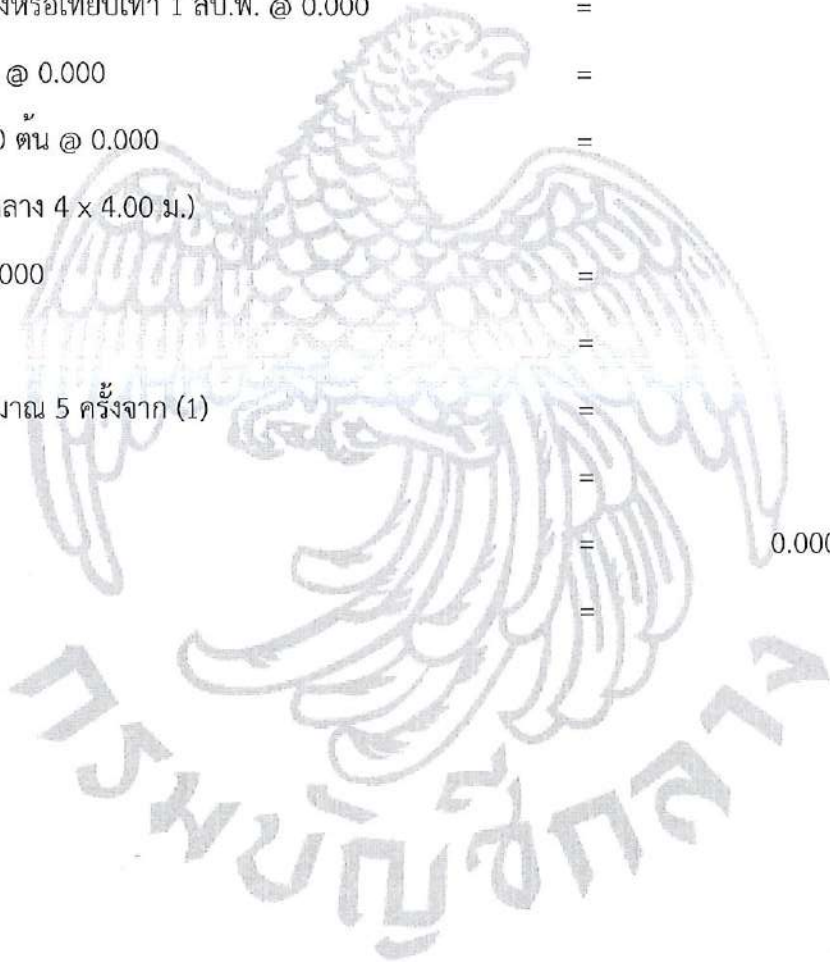 งหรือเทียบเท่า 1 ลบ.ฟ. @ 0.000 =
@ 0.000 =
ต้น @ 0.000 =
ลาง 4 x 4.00 ม.)
000 =
=
มาณ 5 ครั้งจาก (1) =
=
= 0.000
=
กรมบัญชีกลาง